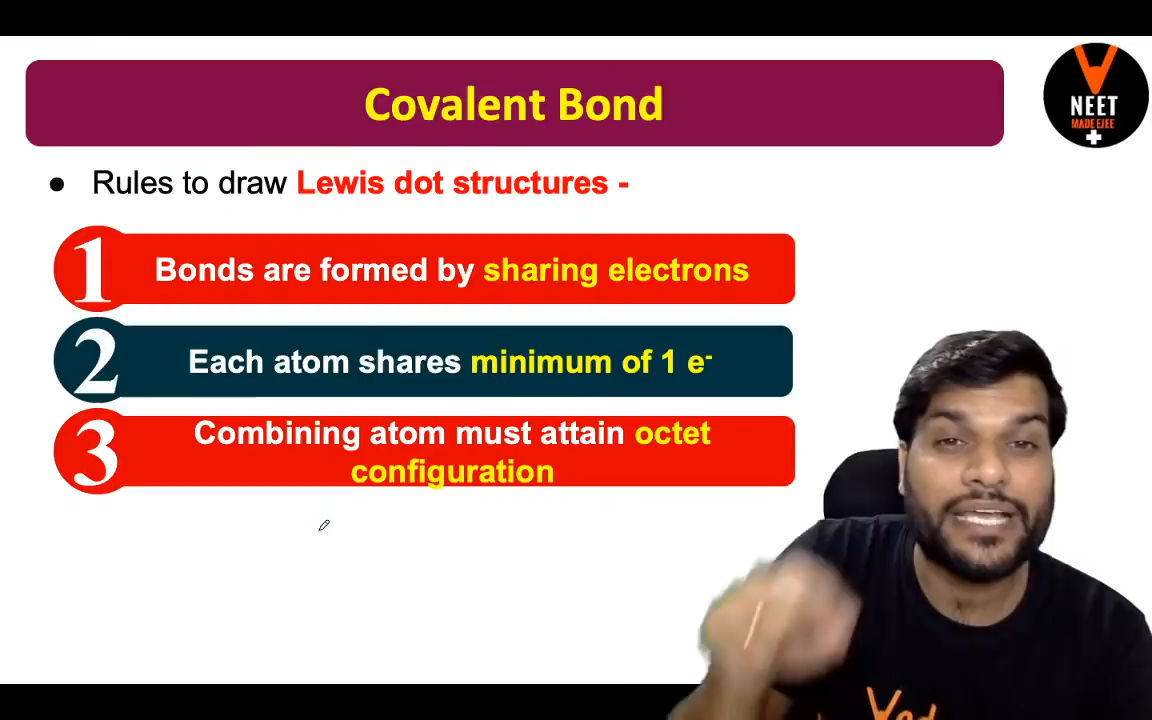 Covalent Bond
NEET
MADE EJEE
● Rules to draw Lewis dot structures -
1 Bonds are formed by sharing electrons
2 Each atom shares minimum of 1 e⁻
3 Combining atom must attain octet
configuration